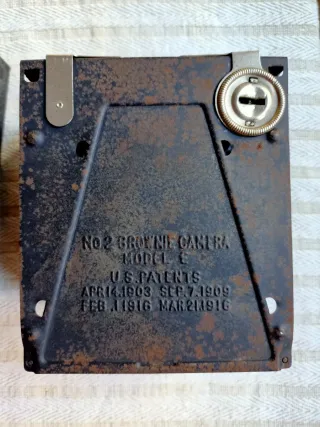 NO. 2 BROWNIE CAMERA
MODEL E
U.S. PATENTS
APR.14.1903 SEP.7.1909
FEB.1.1916 MAR.21.1916